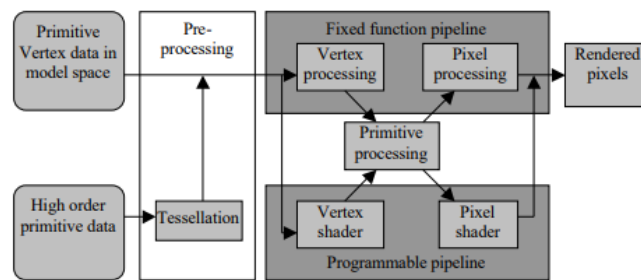 Primitive
Vertex data in
model space
Pre-
processing
Fixed function pipeline
Vertex
processing
Pixel
processing
Rendered
pixels
Primitive
processing
High order
primitive data
Tessellation
Vertex
shader
Pixel
shader
Programmable pipeline